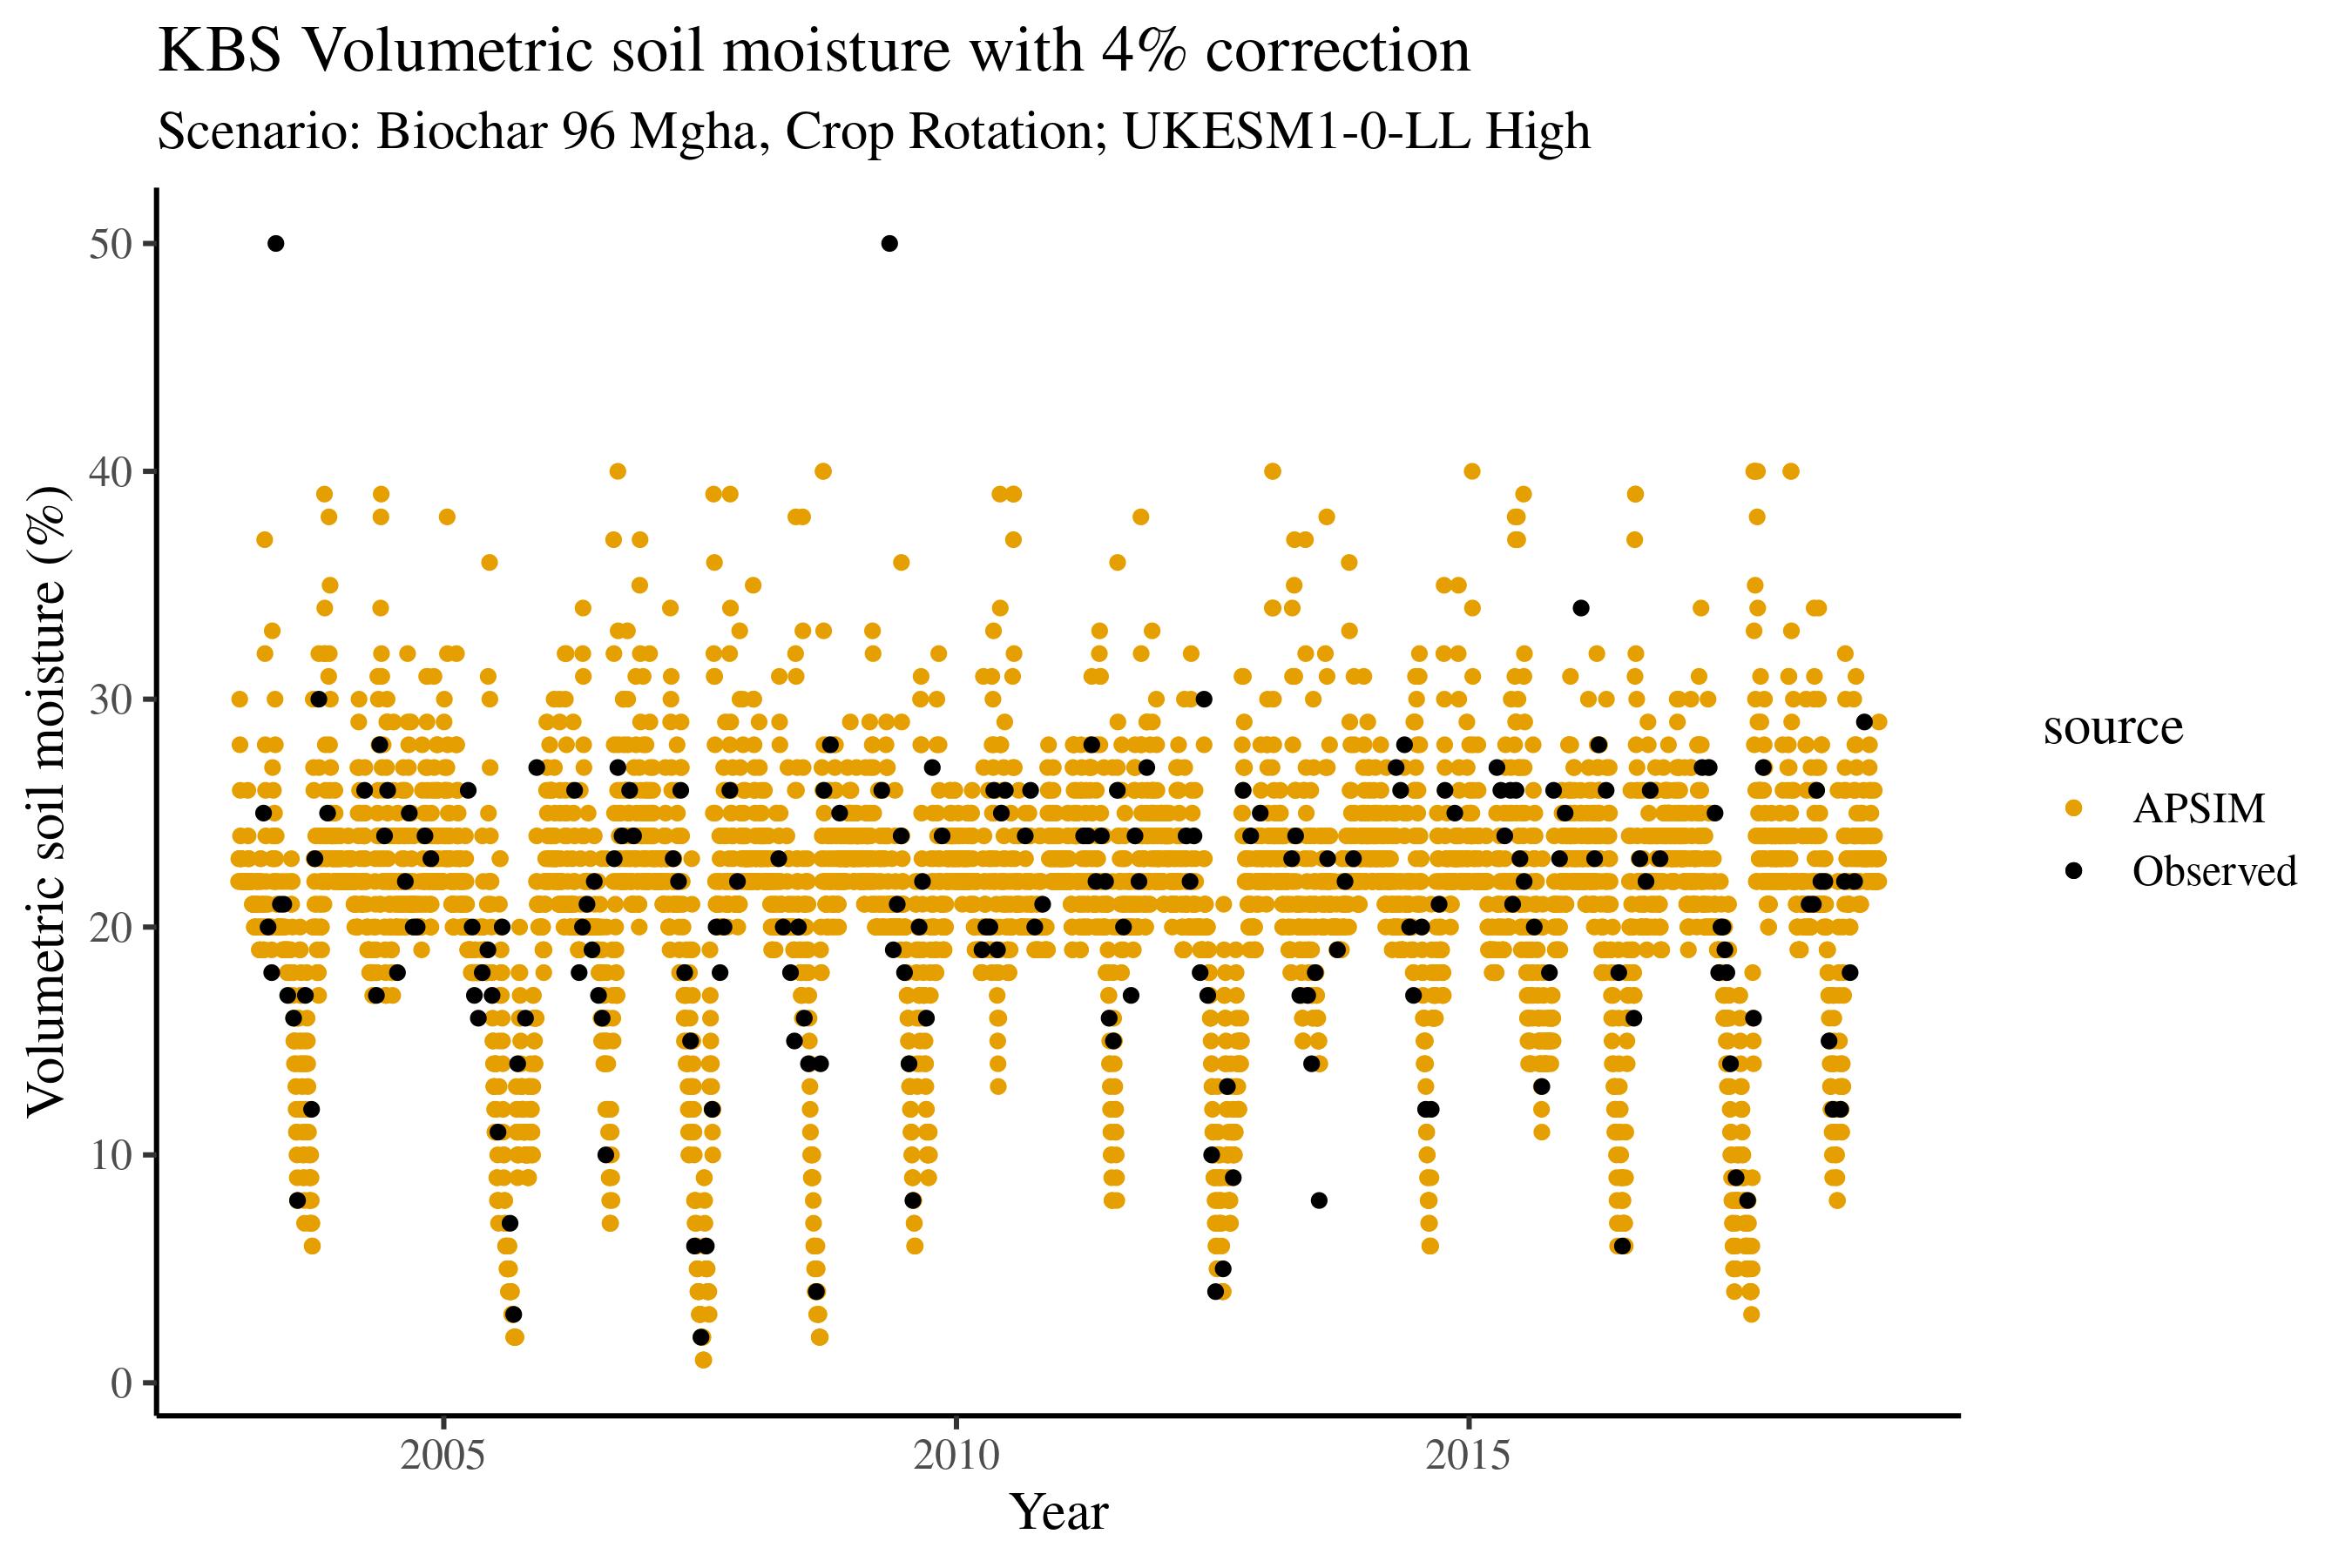 KBS Volumetric soil moisture with 4% correction
Scenario: Biochar 96 Mgha, Crop Rotation; UKESM1-0-LL High
Volumetric soil moisture (%)
50
40
30
20
10
0
2005
2010
2015
Year
source
APSIM
Observed